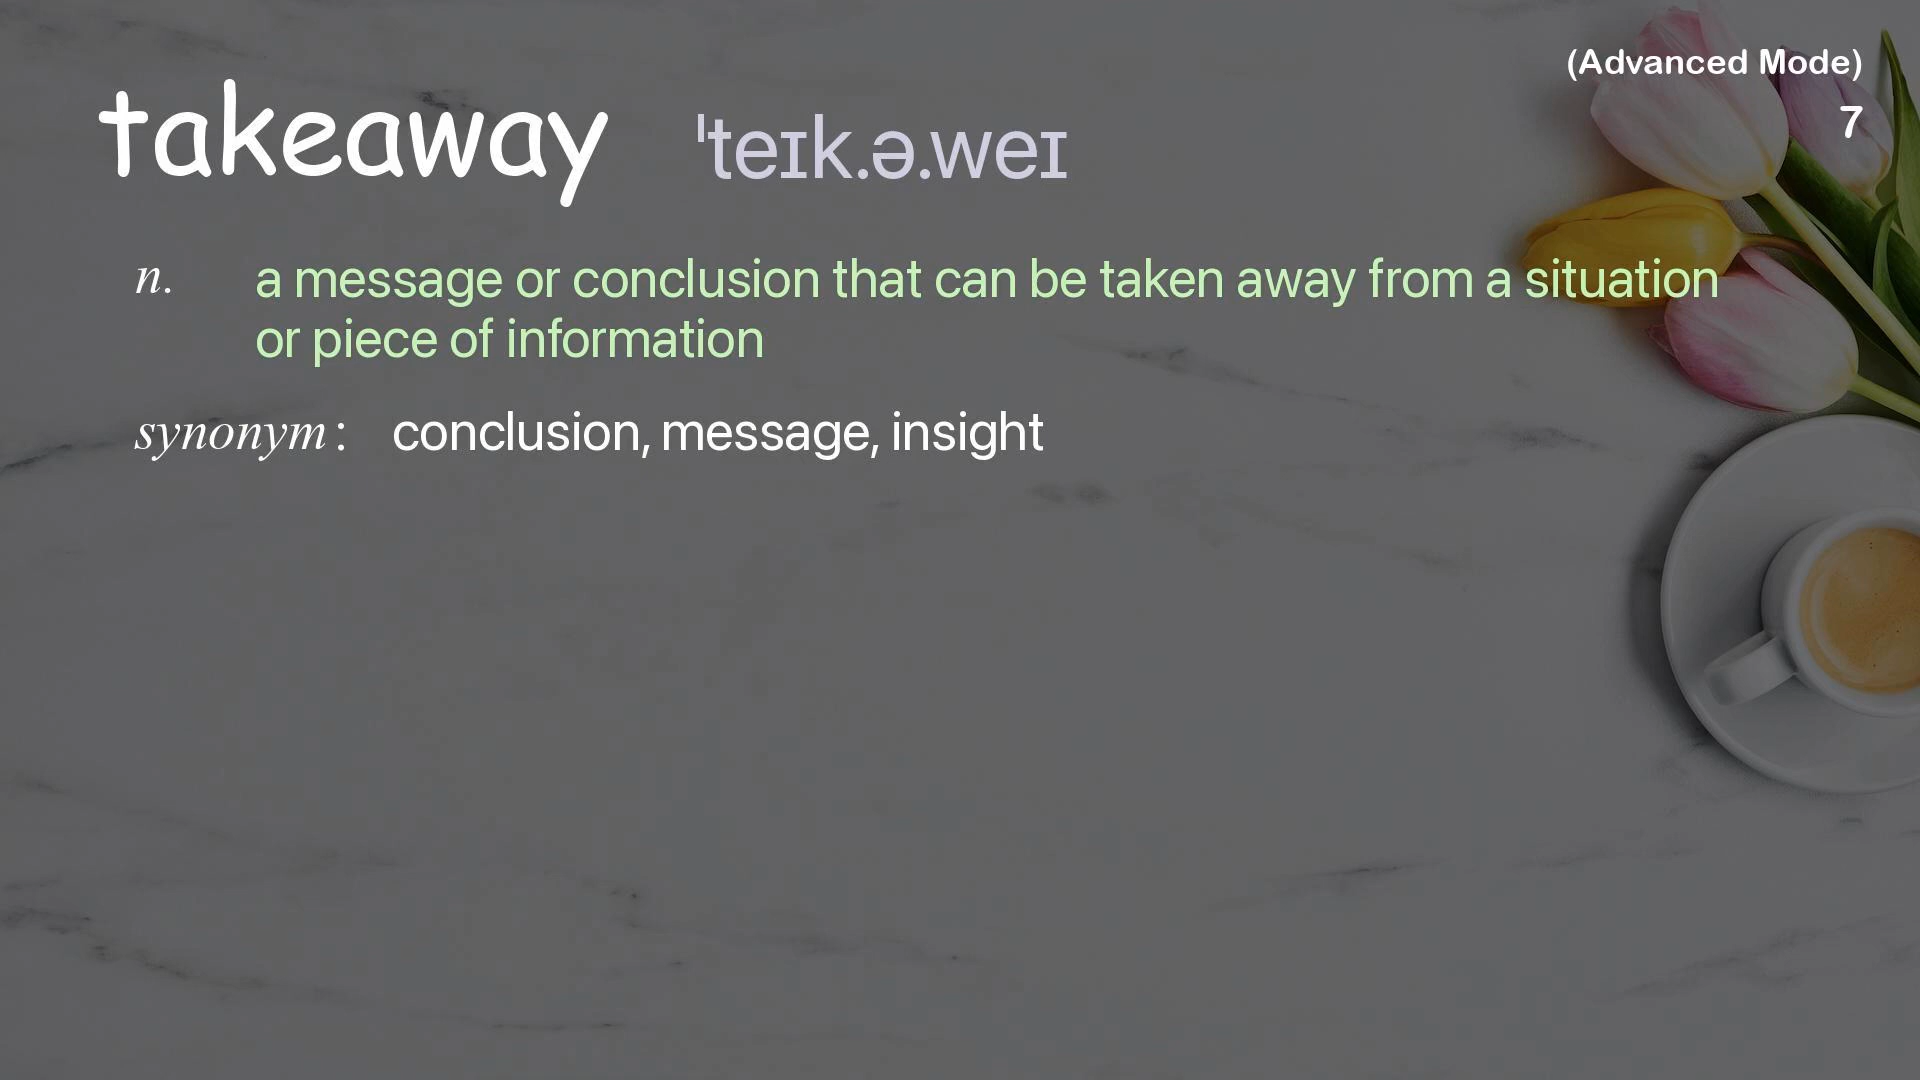 (Advanced Mode)
7
takeaway ˈteɪk.ə.weɪ
n. a message or conclusion that can be taken away from a situation
or piece of information
synonym: conclusion, message, insight